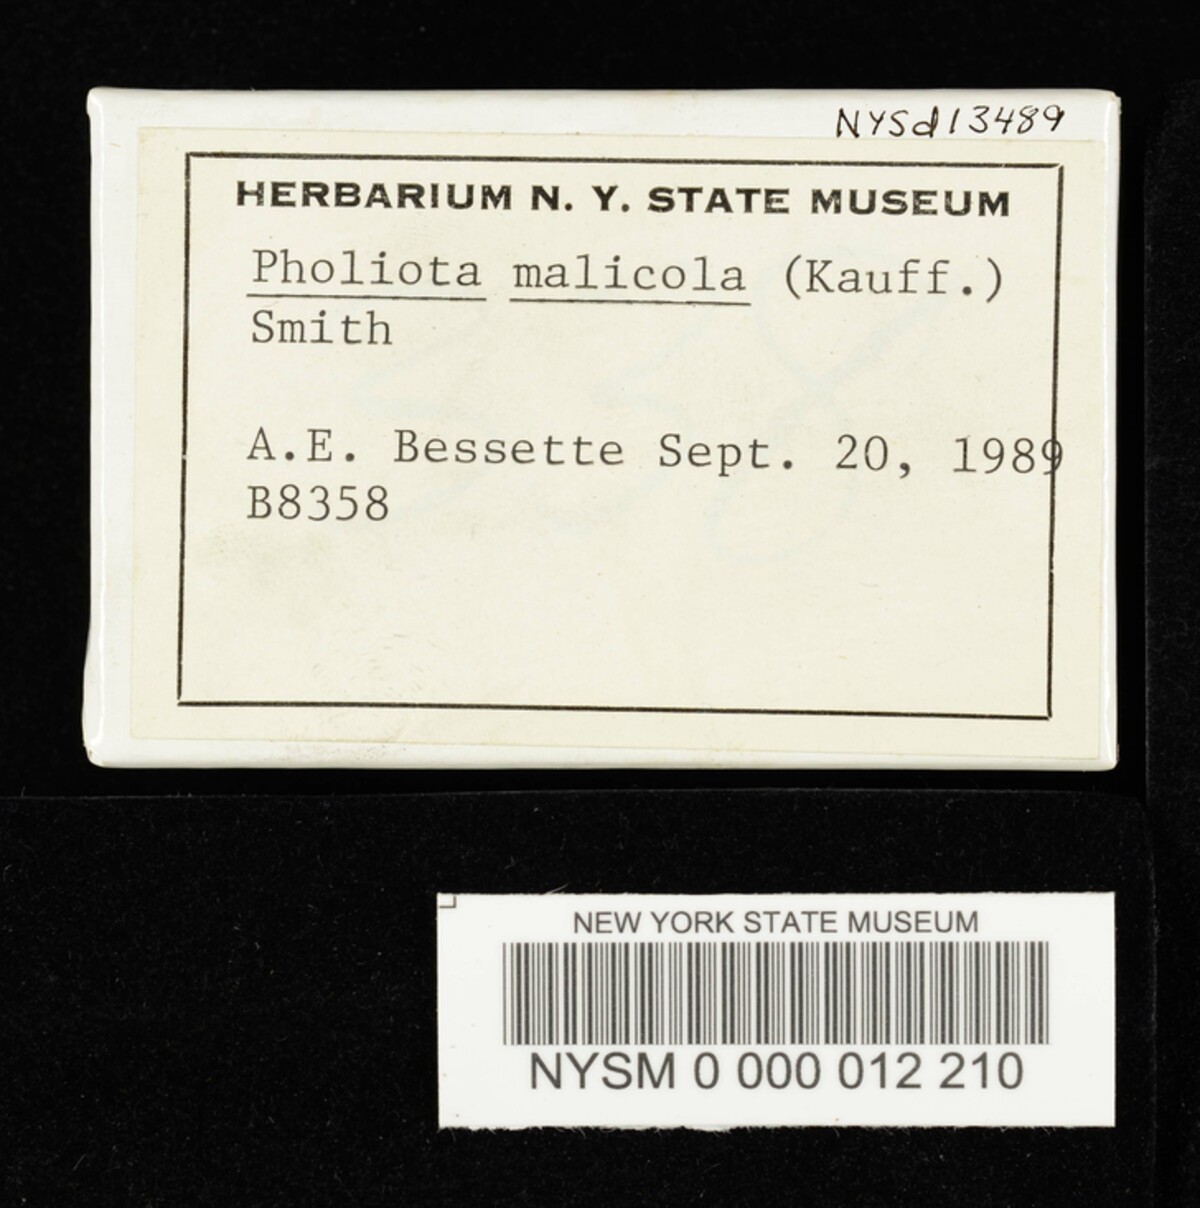 NYSd13489
HERBARIUM N. Y. STATE MUSEUM
Pholiota malicola (Kauff.)
Smith
A.E. Bessette Sept. 20, 1989
B8358
NEW YORK STATE MUSEUM
NYSM 0 000 012 210